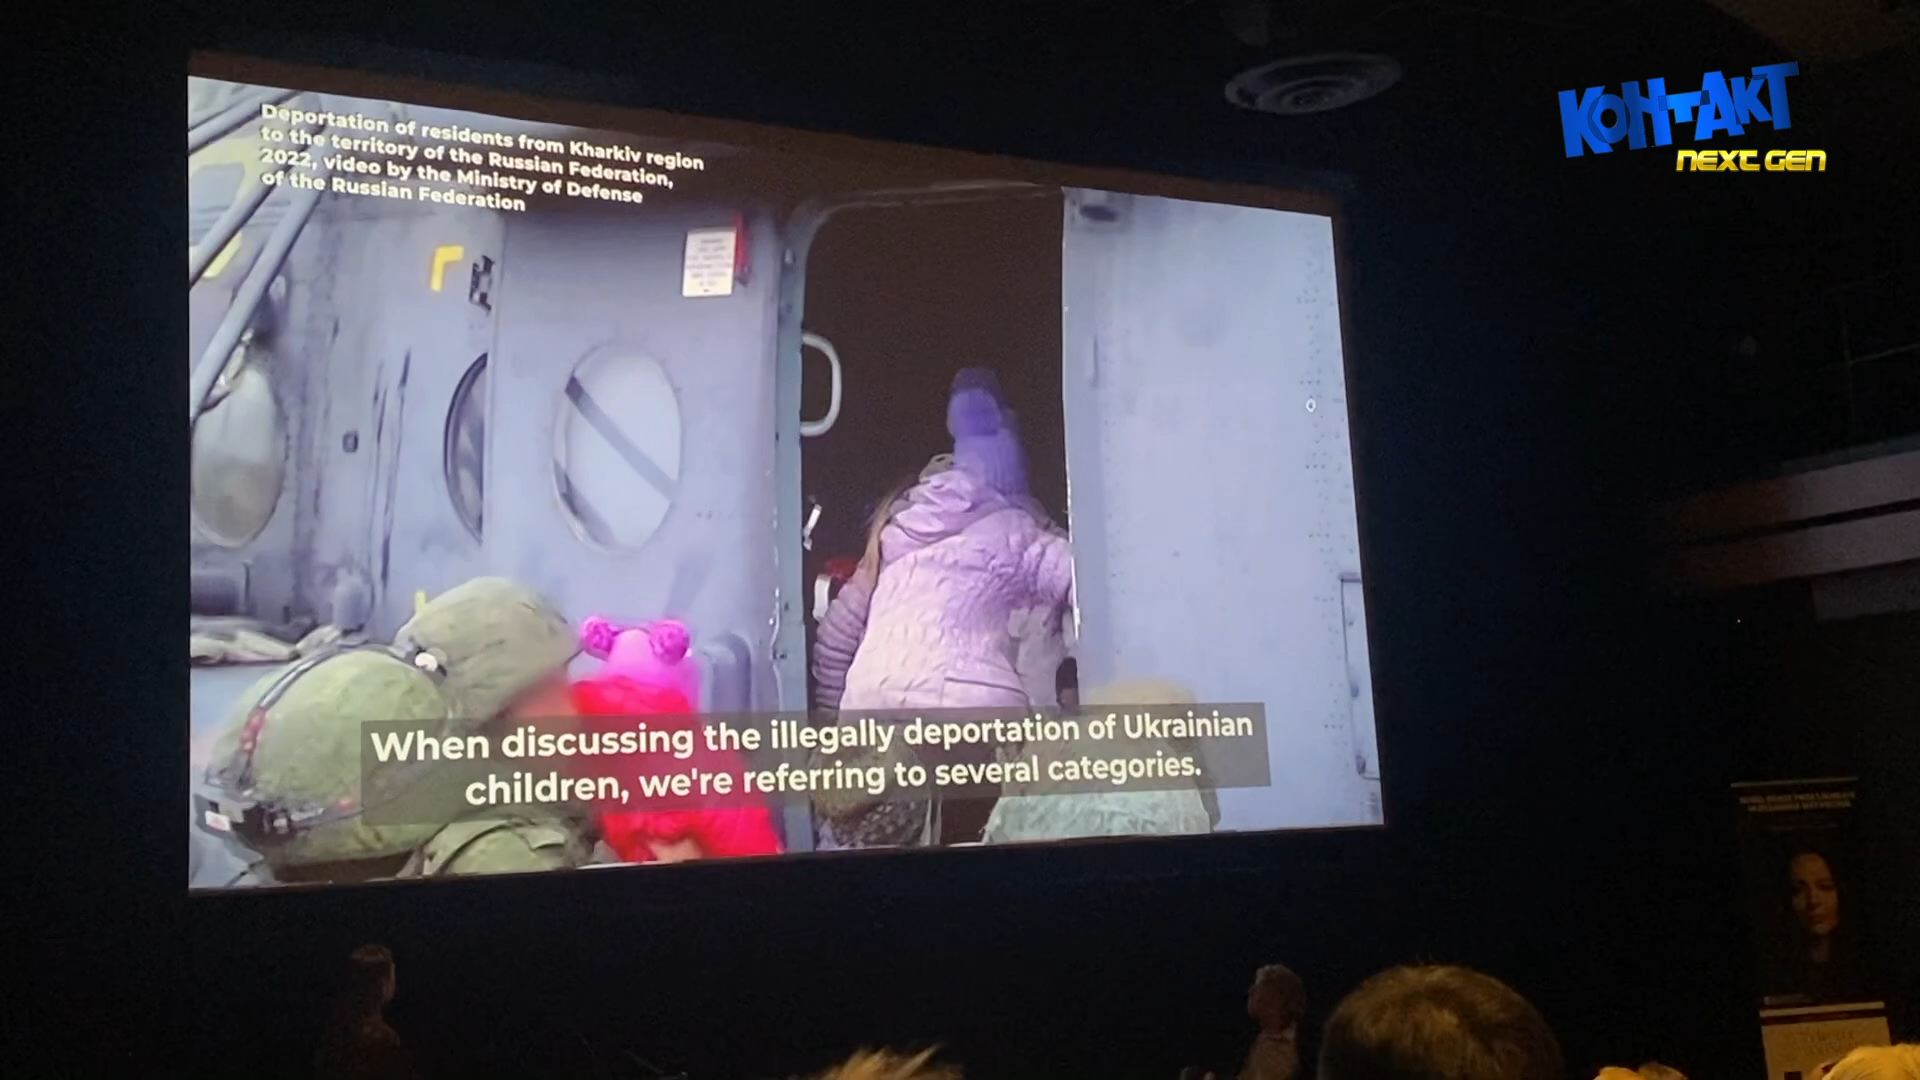 Deportation of residents from Kharkiv region
to the territory of the Russian Federation,
2022, video by the Ministry of Defense
of the Russian Federation
КОНТАКТ
NEXT GEN
When discussing the illegally deportation of Ukrainian
children, we're referring to several categories.